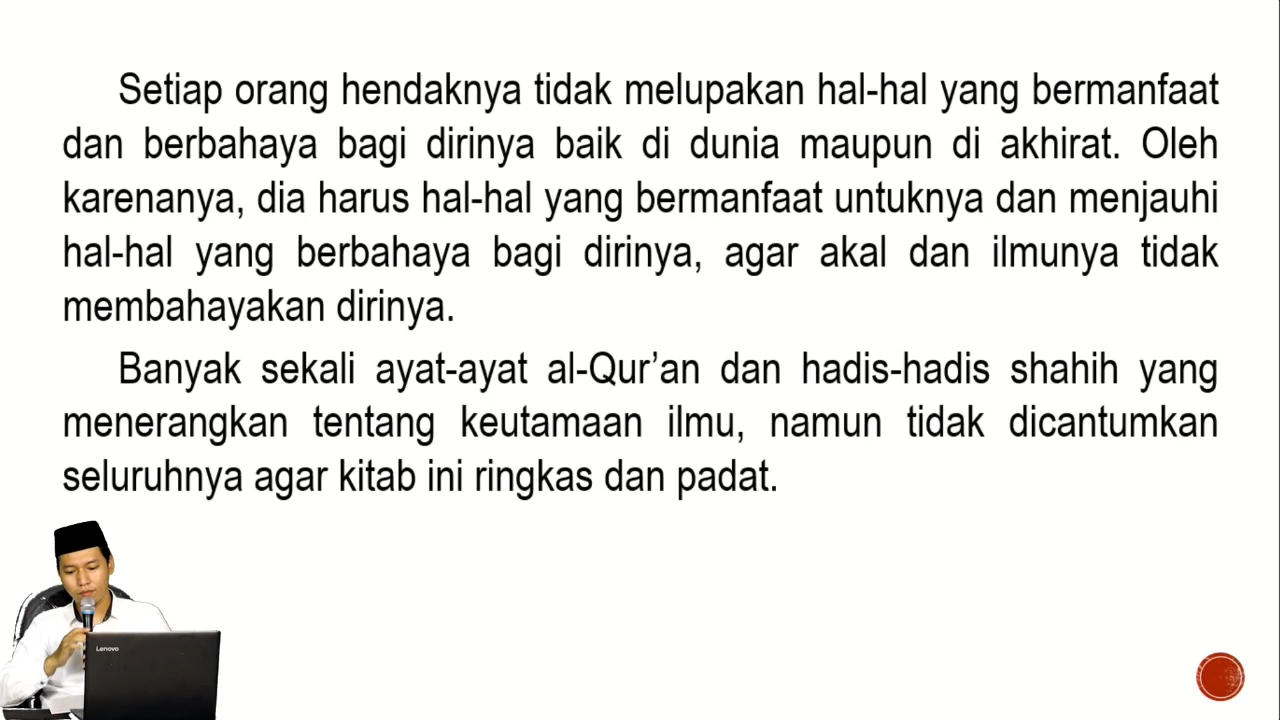 Setiap orang hendaknya tidak melupakan hal-hal yang bermanfaat
dan berbahaya bagi dirinya baik di dunia maupun di akhirat. Oleh
karenanya, dia harus hal-hal yang bermanfaat untuknya dan menjauhi
hal-hal yang berbahaya bagi dirinya, agar akal dan ilmunya tidak
membahayakan dirinya.
Banyak sekali ayat-ayat al-Qur’an dan hadis-hadis shahih yang
menerangkan tentang keutamaan ilmu, namun tidak dicantumkan
seluruhnya agar kitab ini ringkas dan padat.
Lenovo